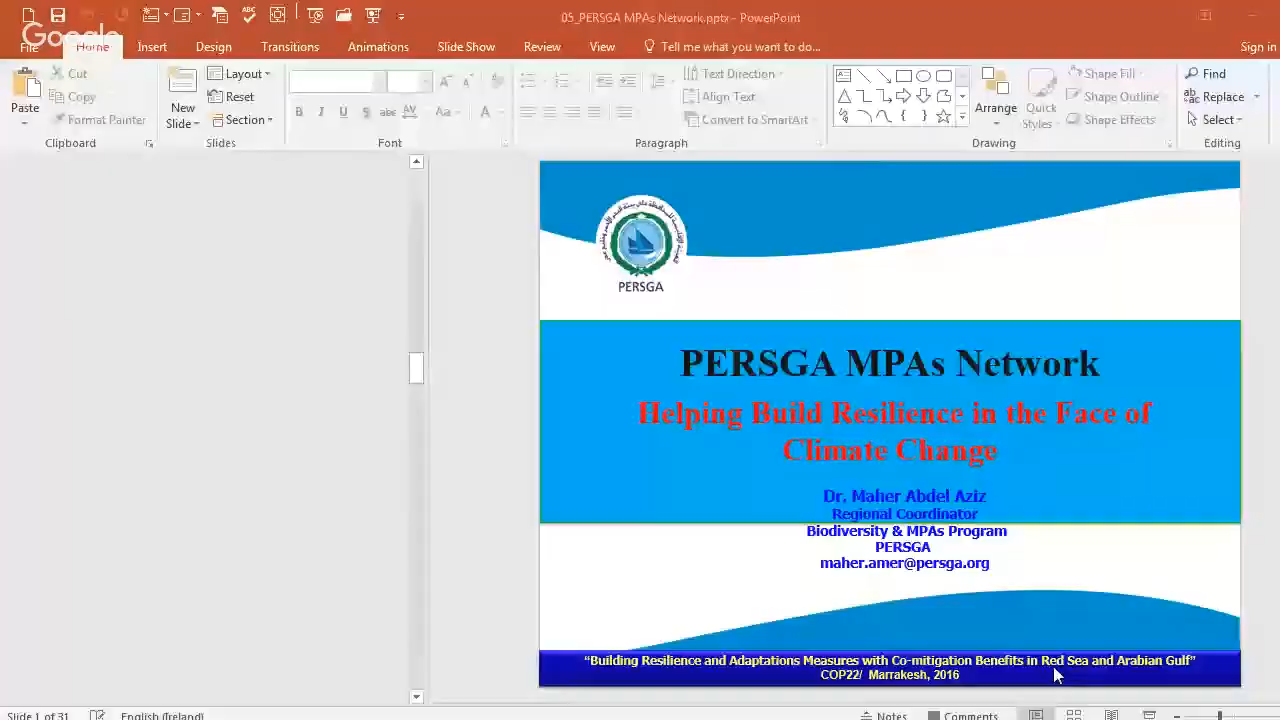 05_PERSGA MPAs Network.pptx - PowerPoint
Google
File Home Insert Design Transitions Animations Slide Show Review View Tell me what you want to do... Sign in
Paste
Cut
Copy
Format Painter
Clipboard
New Slide
Layout
Reset
Section
Slides
B I U S abc AV Aa A
Font
Text Direction
Align Text
Convert to SmartArt
Paragraph
Arrange
Quick Styles
Shape Fill
Shape Outline
Shape Effects
Drawing
Find
Replace
Select
Editing
PERSGA
PERSGA MPAs Network
Helping Build Resilience in the Face of
Climate Change
Dr. Maher Abdel Aziz
Regional Coordinator
Biodiversity & MPAs Program
PERSGA
maher.amer@persga.org
“Building Resilience and Adaptations Measures with Co-mitigation Benefits in Red Sea and Arabian Gulf”
COP22/ Marrakesh, 2016
Slide 1 of 31 English (Ireland) Notes Comments